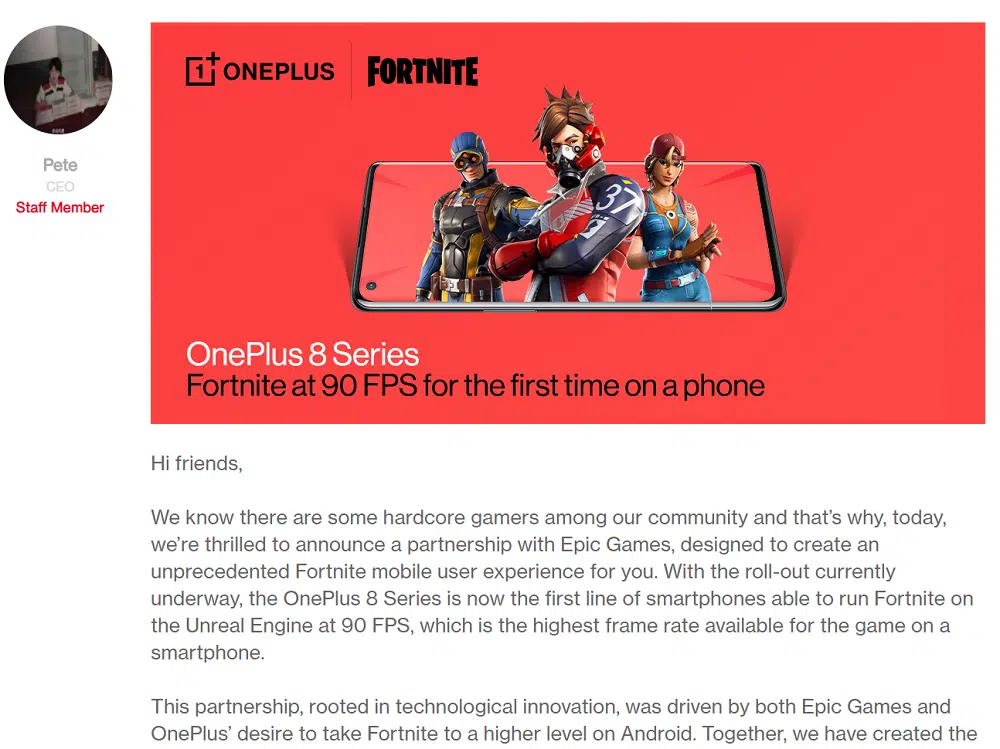 1+ ONEPLUS
FORTNITE
37
OnePlus 8 Series
Fortnite at 90 FPS for the first time on a phone
Pete
CEO
Staff Member
Hi friends,
We know there are some hardcore gamers among our community and that’s why, today,
we’re thrilled to announce a partnership with Epic Games, designed to create an
unprecedented Fortnite mobile user experience for you. With the roll-out currently
underway, the OnePlus 8 Series is now the first line of smartphones able to run Fortnite on
the Unreal Engine at 90 FPS, which is the highest frame rate available for the game on a
smartphone.
This partnership, rooted in technological innovation, was driven by both Epic Games and
OnePlus’ desire to take Fortnite to a higher level on Android. Together, we have created the